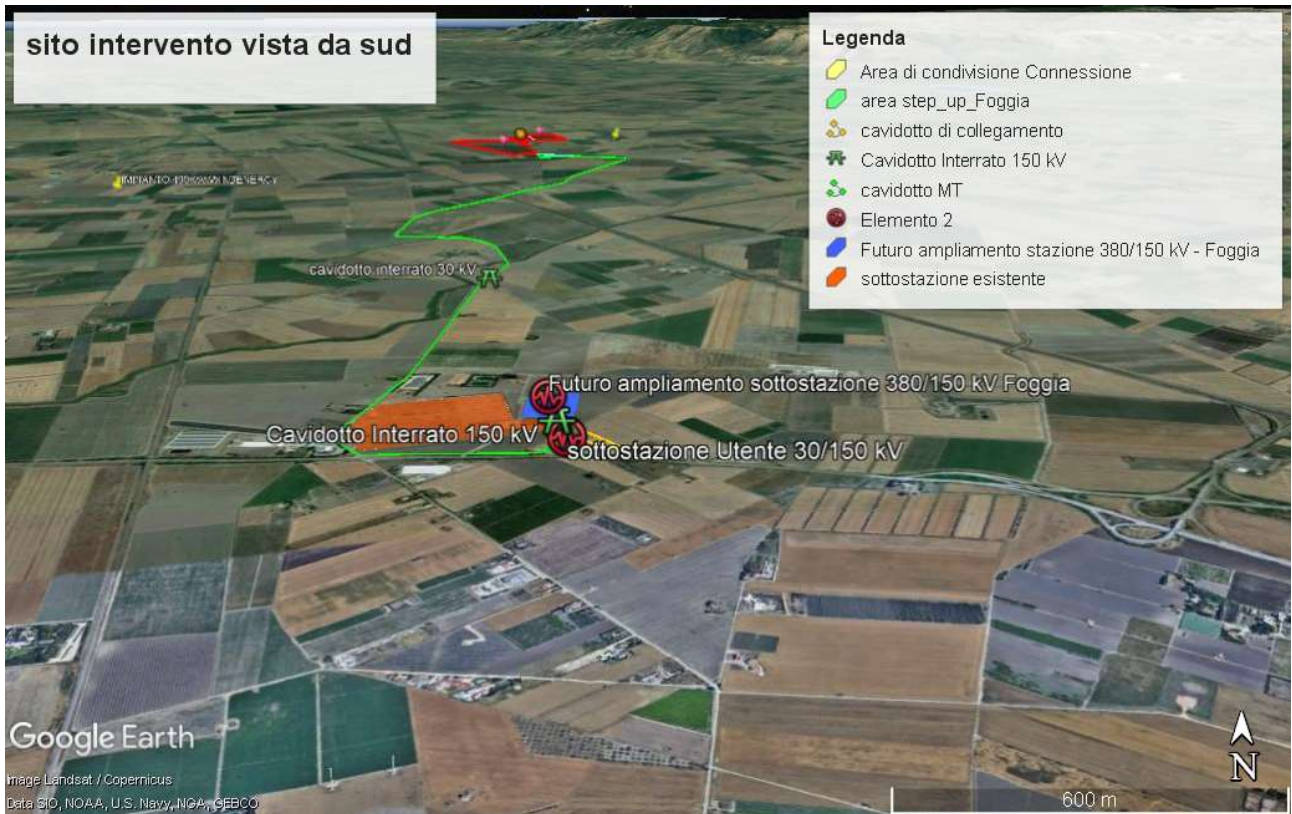 sito intervento vista da sud
Legenda
Area di condivisione Connessione
area step_up_Foggia
cavidotto di collegamento
Cavidotto Interrato 150 kV
cavidotto MT
Elemento 2
Futuro ampliamento stazione 380/150 kV - Foggia
sottostazione esistente
IMPIANTO
cavidotto interrato 30 kV
Futuro ampliamento sottostazione 380/150 kV Foggia
Cavidotto Interrato 150 kV
sottostazione Utente 30/150 kV
Google Earth
Image Landsat / Copernicus
Data SIO, NOAA, U.S. Navy, NGA, GEBCO
N
600 m